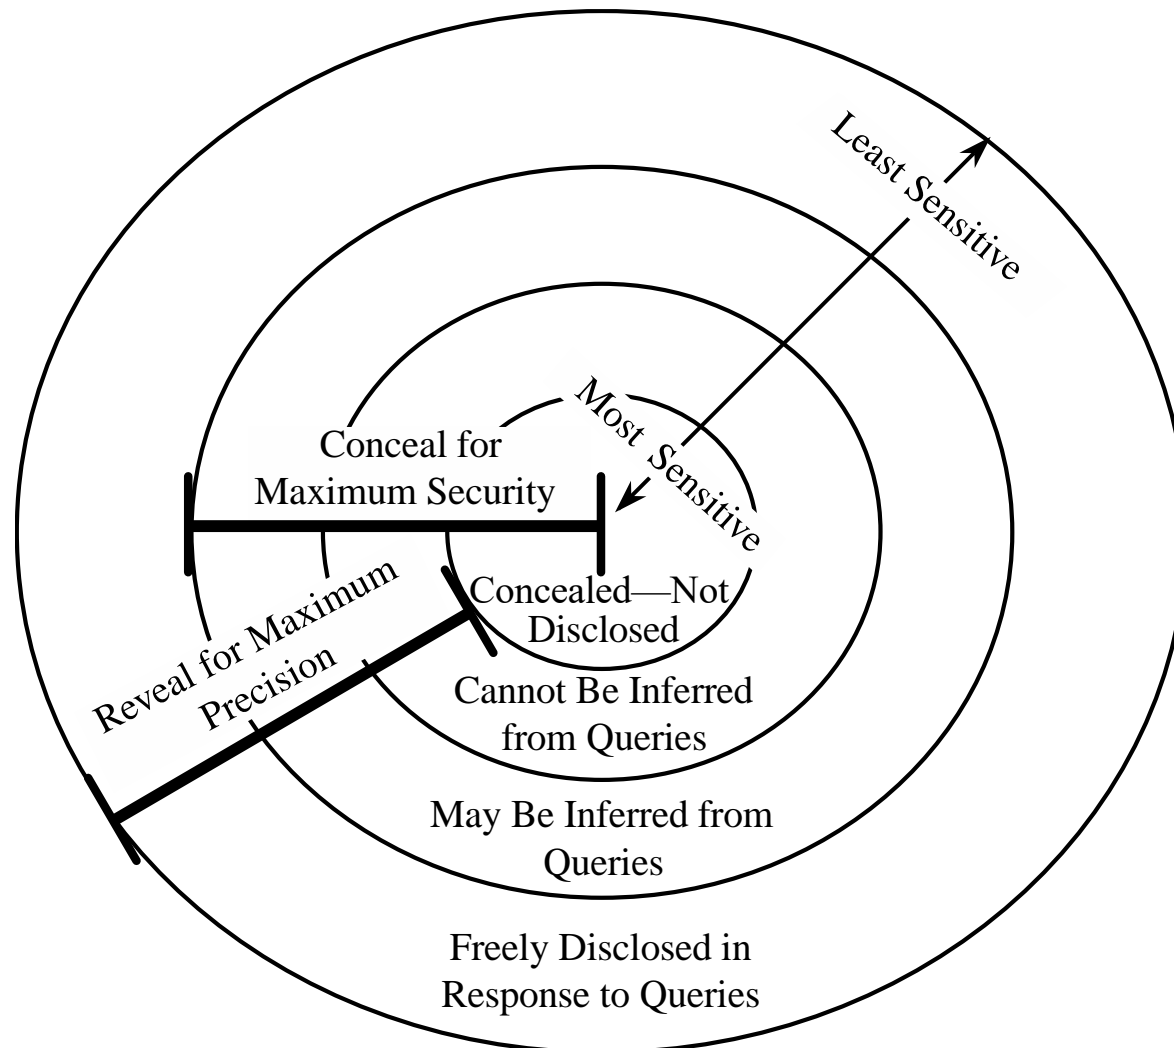 Least Sensitive
Most Sensitive
Conceal for
Maximum Security
Reveal for Maximum
Precision
Concealed—Not
Disclosed
Cannot Be Inferred
from Queries
May Be Inferred from
Queries
Freely Disclosed in
Response to Queries